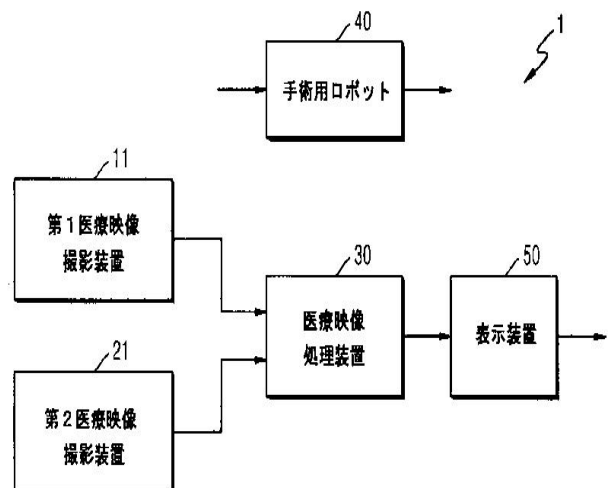 40
1
手術用ロボット
11
第1医療映像
撮影装置
30
50
医療映像
処理装置
表示装置
21
第2医療映像
撮影装置